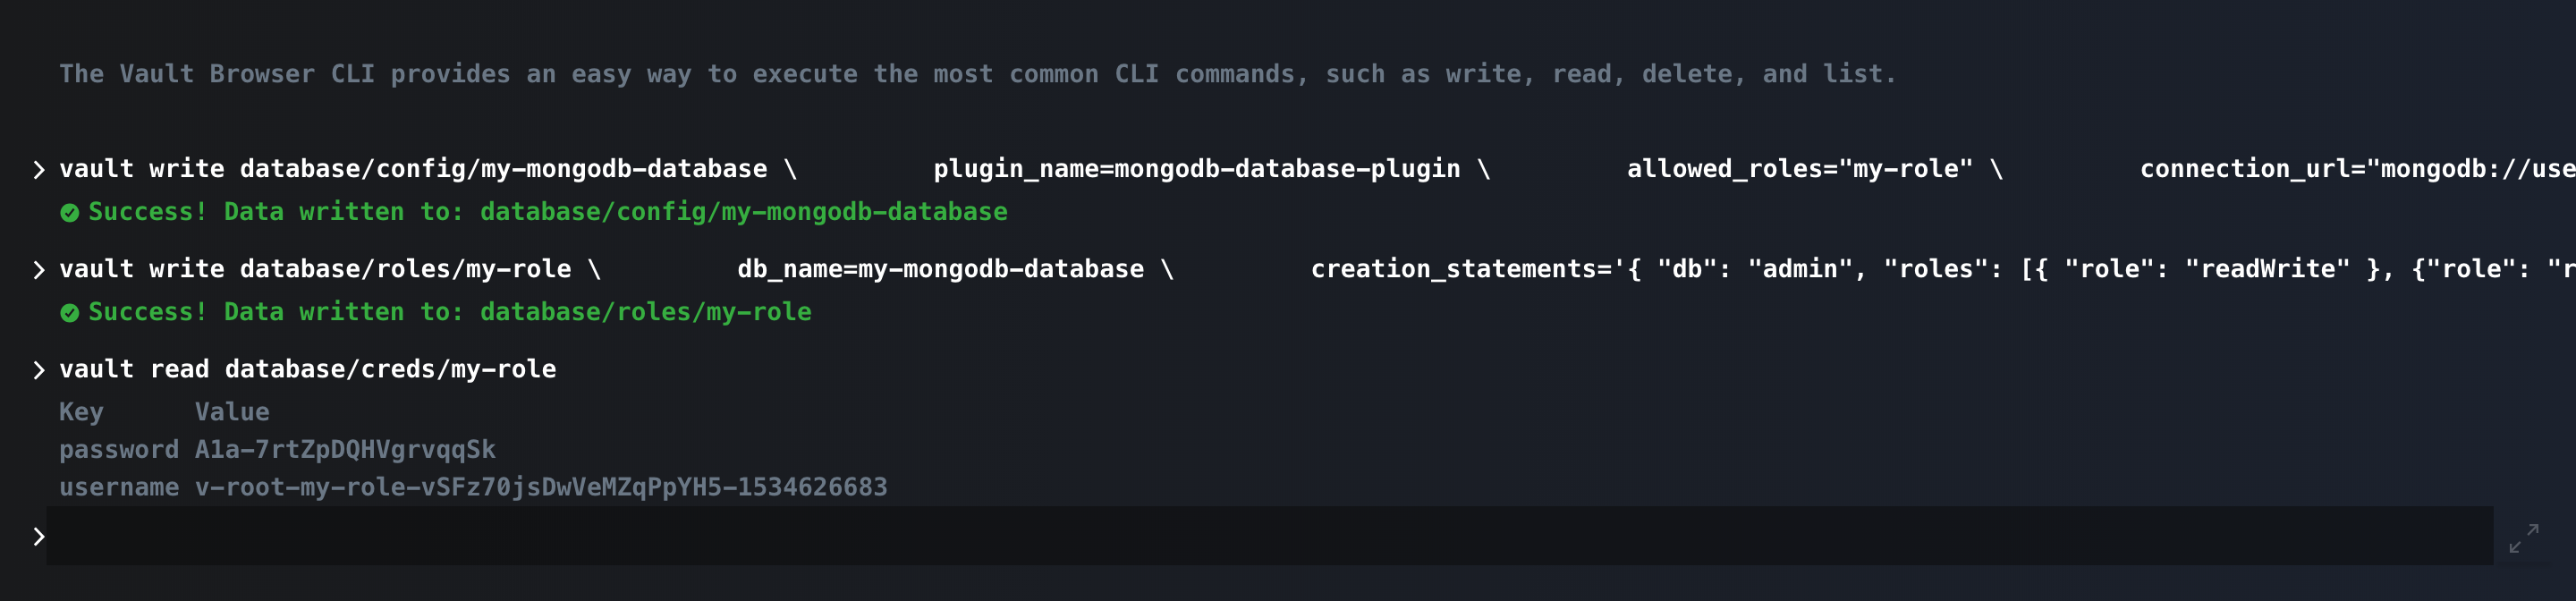 The Vault Browser CLI provides an easy way to execute the most common CLI commands, such as write, read, delete, and list.
vault write database/config/my-mongodb-database \         plugin_name=mongodb-database-plugin \         allowed_roles="my-role" \         connection_url="mongodb://use
Success! Data written to: database/config/my-mongodb-database
vault write database/roles/my-role \         db_name=my-mongodb-database \         creation_statements='{ "db": "admin", "roles": [{ "role": "readWrite" }, {"role": "r
Success! Data written to: database/roles/my-role
vault read database/creds/my-role
Key      Value
password A1a-7rtZpDQHVgrvqqSk
username v-root-my-role-vSFz70jsDwVeMZqPpYH5-1534626683